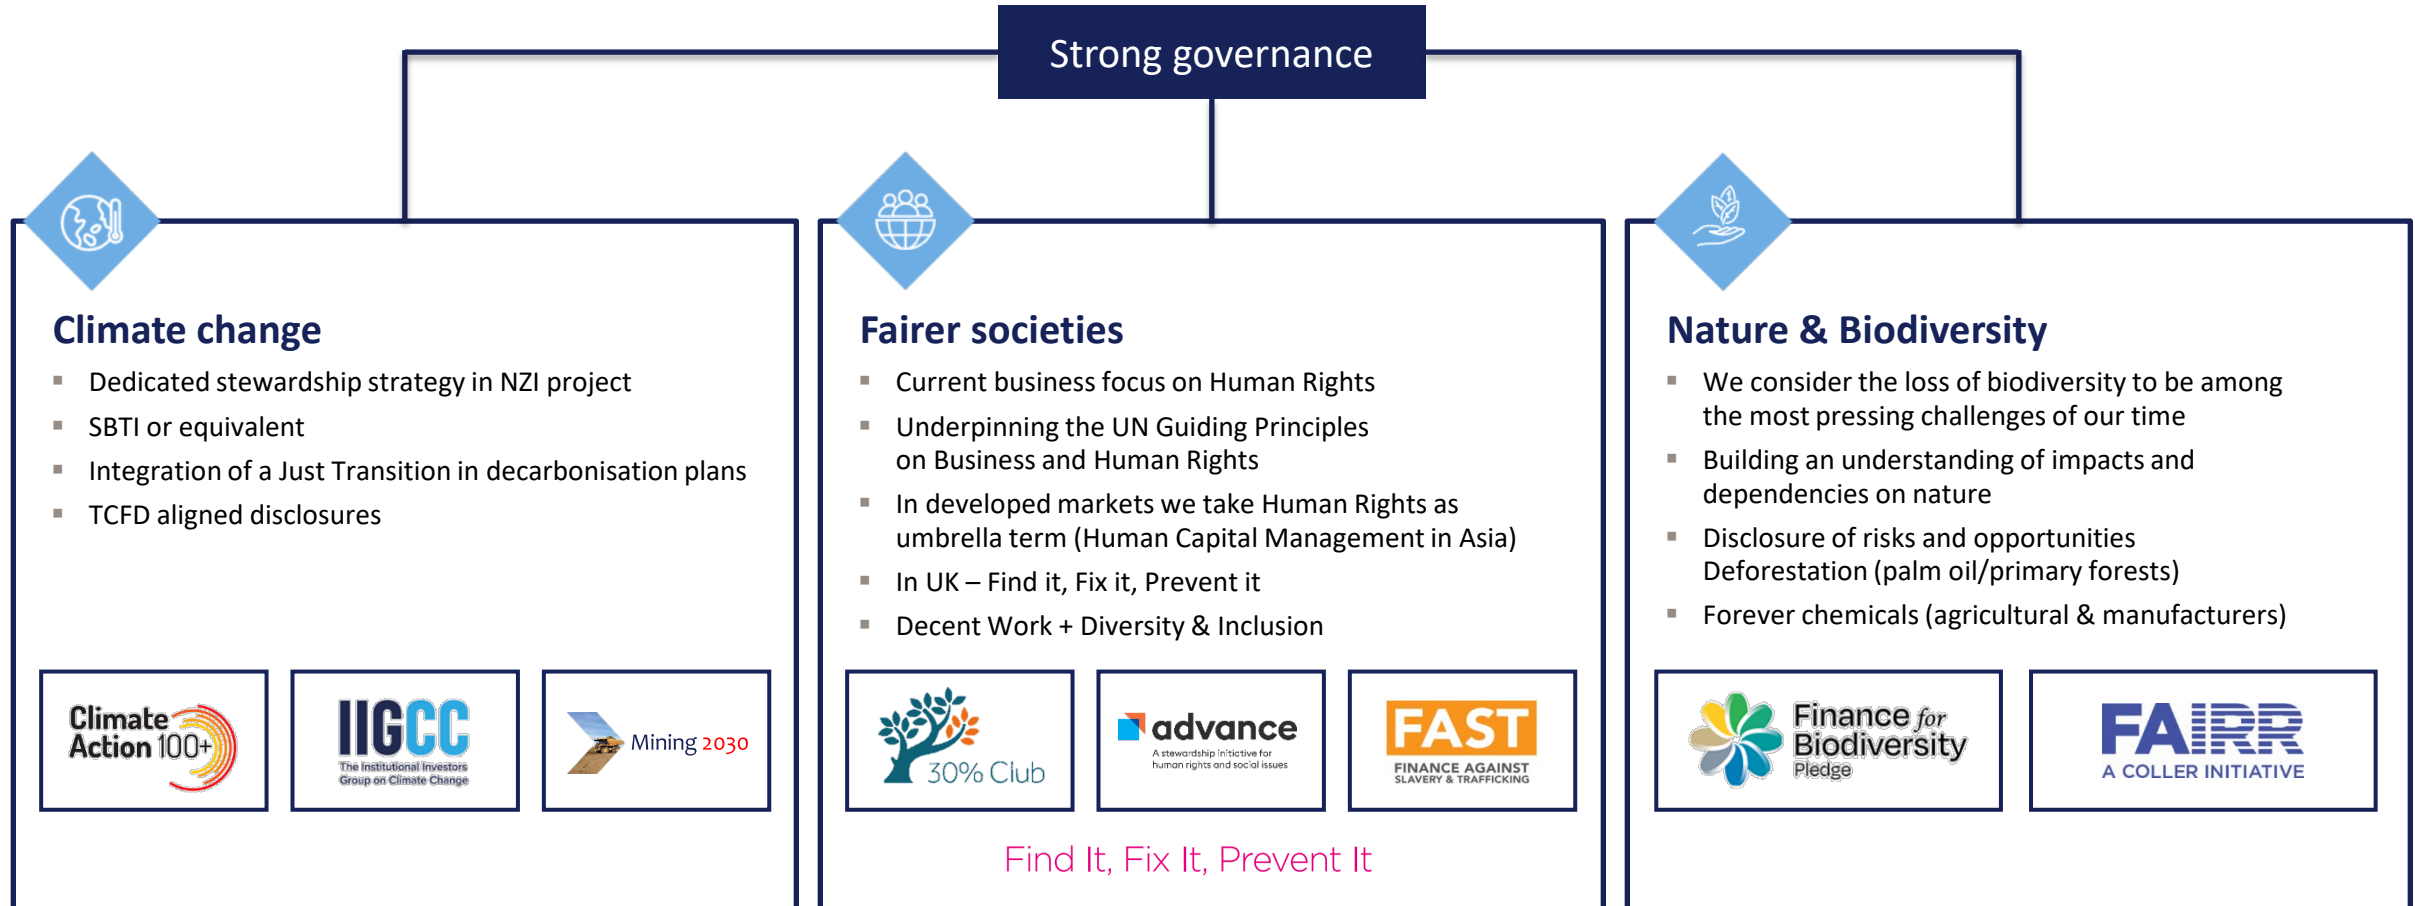 Strong governance
Climate change
▪ Dedicated stewardship strategy in NZI project
▪ SBTI or equivalent
▪ Integration of a Just Transition in decarbonisation plans
▪ TCFD aligned disclosures
Climate
Action 100+
IIGCC
The Institutional Investors
Group on Climate Change
Mining 2030
Fairer societies
▪ Current business focus on Human Rights
▪ Underpinning the UN Guiding Principles
on Business and Human Rights
▪ In developed markets we take Human Rights as
umbrella term (Human Capital Management in Asia)
▪ In UK – Find it, Fix it, Prevent it
▪ Decent Work + Diversity & Inclusion
30% Club
advance
A stewardship initiative for
human rights and social issues
FAST
FINANCE AGAINST
SLAVERY & TRAFFICKING
Find It, Fix It, Prevent It
Nature & Biodiversity
▪ We consider the loss of biodiversity to be among
the most pressing challenges of our time
▪ Building an understanding of impacts and
dependencies on nature
▪ Disclosure of risks and opportunities
Deforestation (palm oil/primary forests)
▪ Forever chemicals (agricultural & manufacturers)
Finance for
Biodiversity
Pledge
FAIRR
A COLLER INITIATIVE